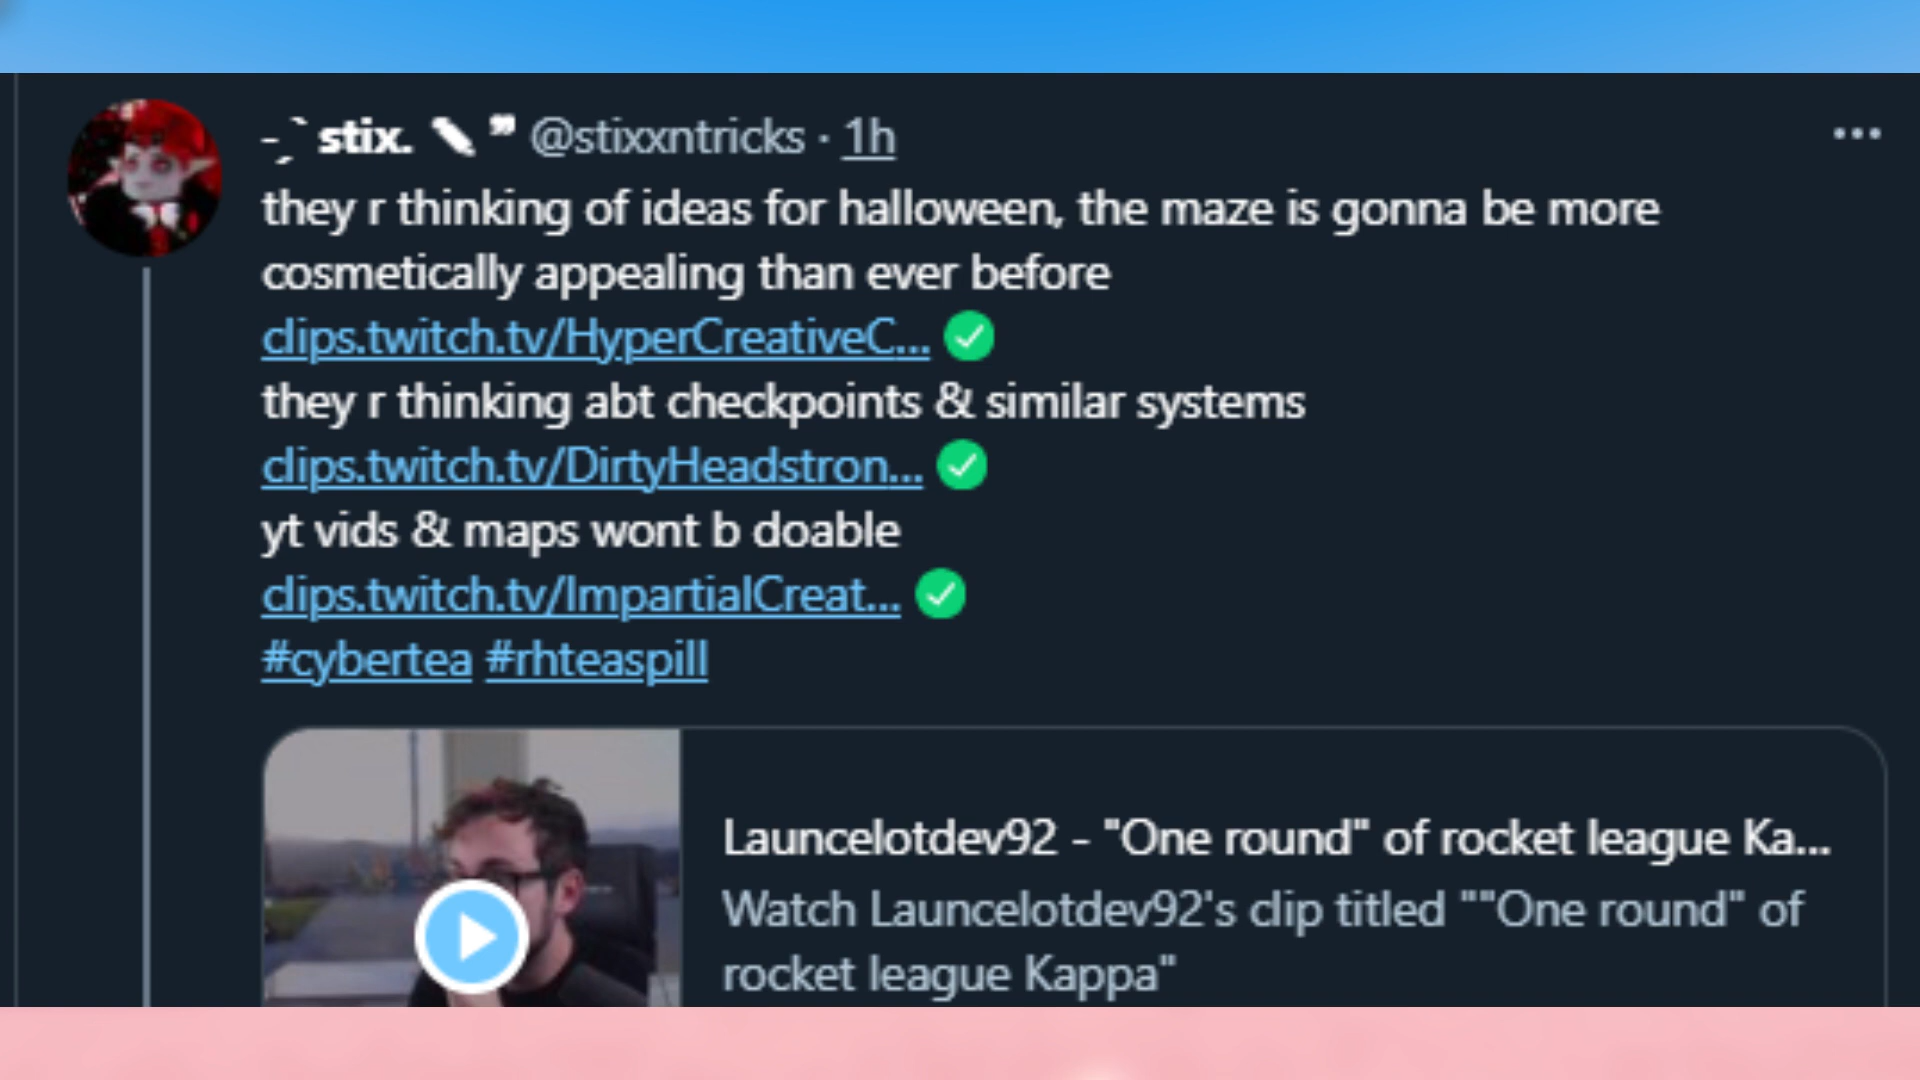 -ˏˋ stix. ✎ ❞ @stixxntricks · 1h
they r thinking of ideas for halloween, the maze is gonna be more
cosmetically appealing than ever before
clips.twitch.tv/HyperCreativeC... ✅
they r thinking abt checkpoints & similar systems
clips.twitch.tv/DirtyHeadstron... ✅
yt vids & maps wont b doable
clips.twitch.tv/ImpartialCreat... ✅
#cybertea #rhteaspill
Launcelotdev92 - "One round" of rocket league Ka...
Watch Launcelotdev92's clip titled ""One round" of
rocket league Kappa"